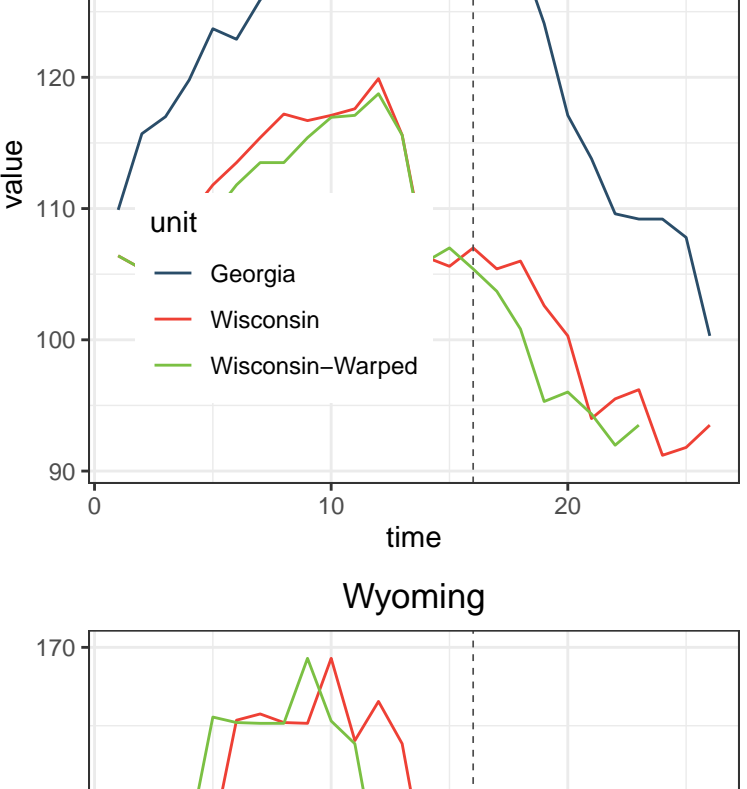 120
110
100
90
value
unit
Georgia
Wisconsin
Wisconsin–Warped
0 10 20
time
Wyoming
170